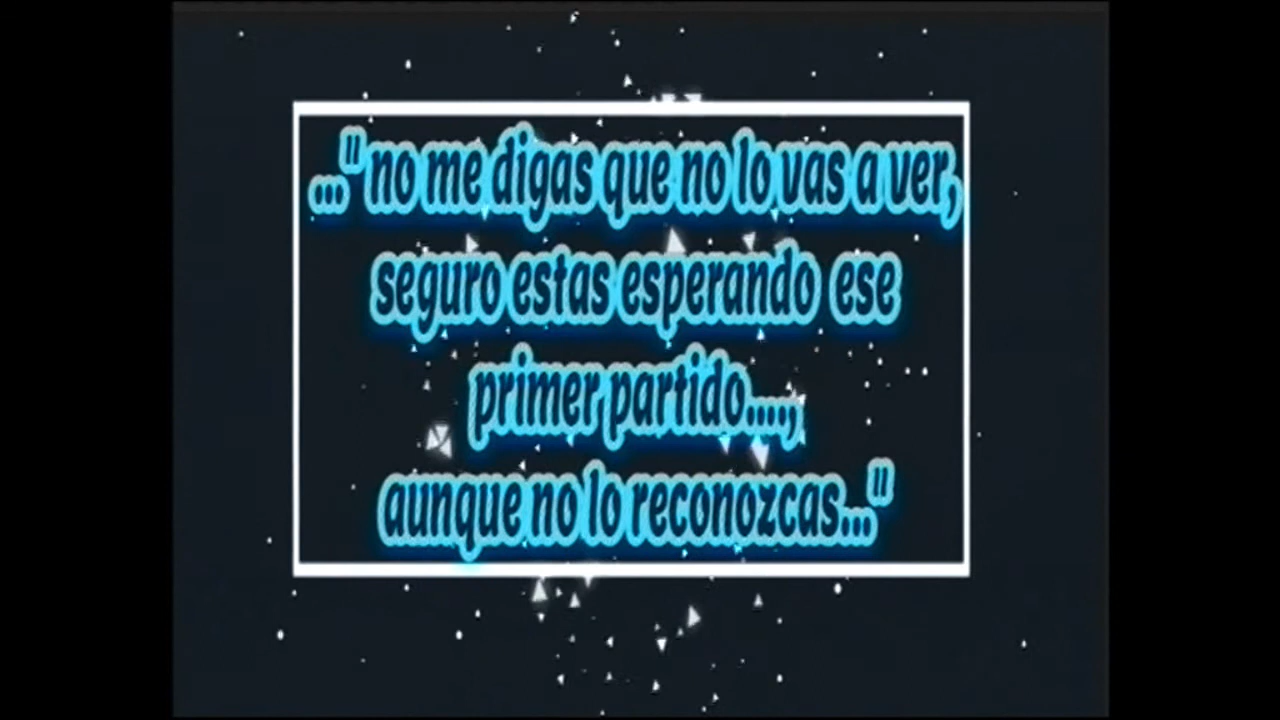 ..." no me digas que no lo vas a ver,
seguro estas esperando ese
primer partido....,
aunque no lo reconozcas..."